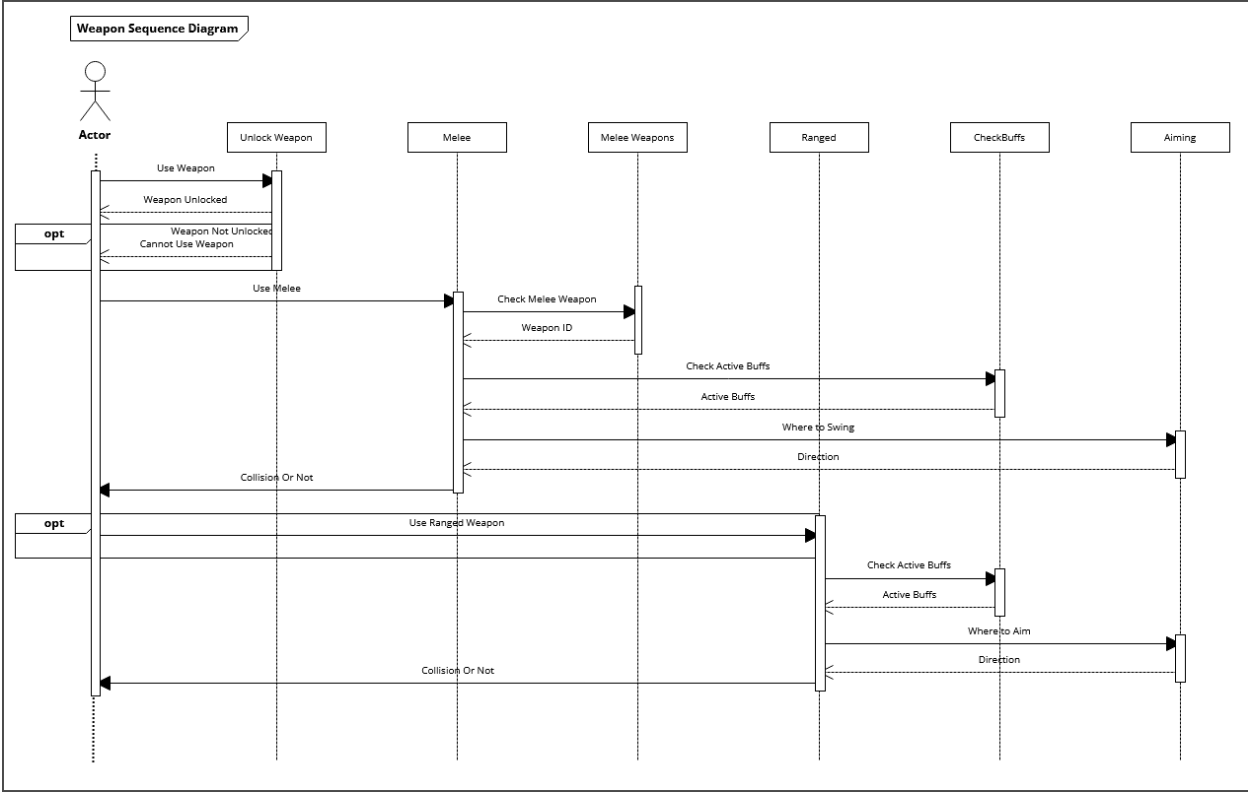 Weapon Sequence Diagram
Actor
Unlock Weapon
Melee
Melee Weapons
Ranged
CheckBuffs
Aiming
Use Weapon
Weapon Unlocked
opt
Weapon Not Unlocked
Cannot Use Weapon
Use Melee
Check Melee Weapon
Weapon ID
Check Active Buffs
Active Buffs
Where to Swing
Direction
Collision Or Not
opt
Use Ranged Weapon
Check Active Buffs
Active Buffs
Where to Aim
Direction
Collision Or Not